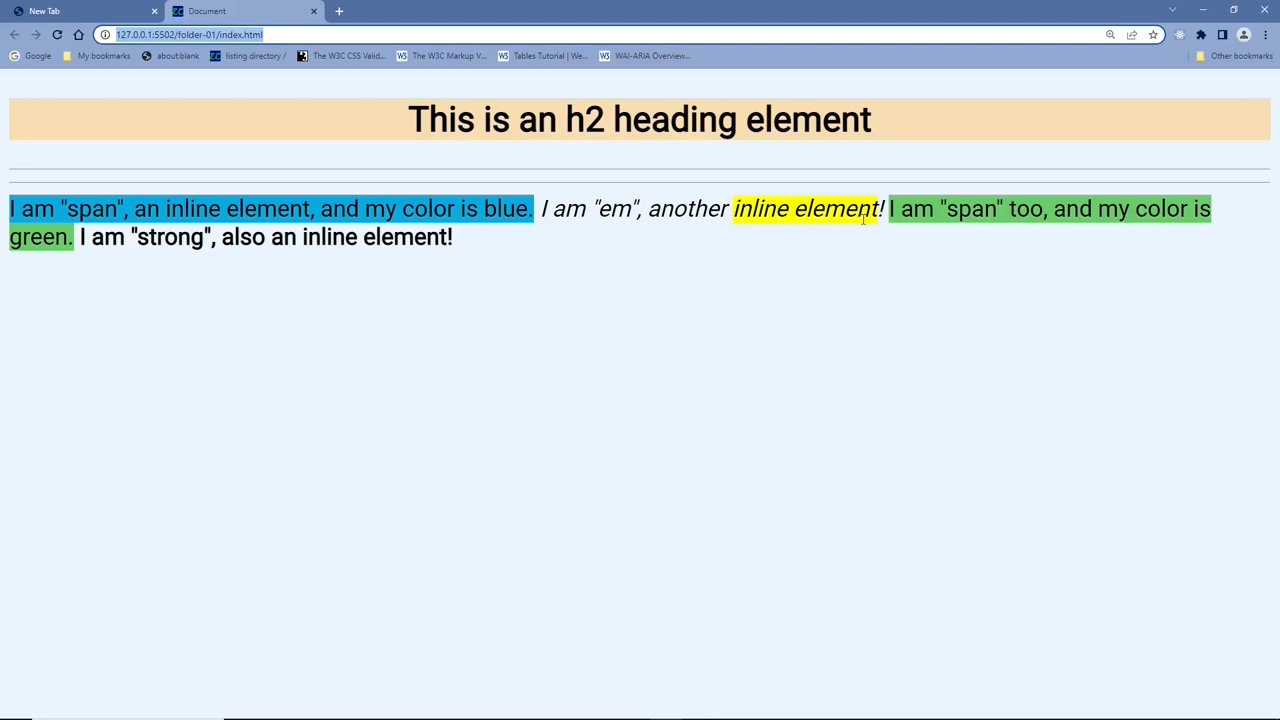 New Tab
Document
127.0.0.1:5502/folder-01/index.html
Google My bookmarks about:blank listing directory / The W3C CSS Valid... The W3C Markup V... Tables Tutorial | We... WAI-ARIA Overview... Other bookmarks
This is an h2 heading element
I am "span", an inline element, and my color is blue. I am "em", another inline element! I am "span" too, and my color is
green. I am "strong", also an inline element!